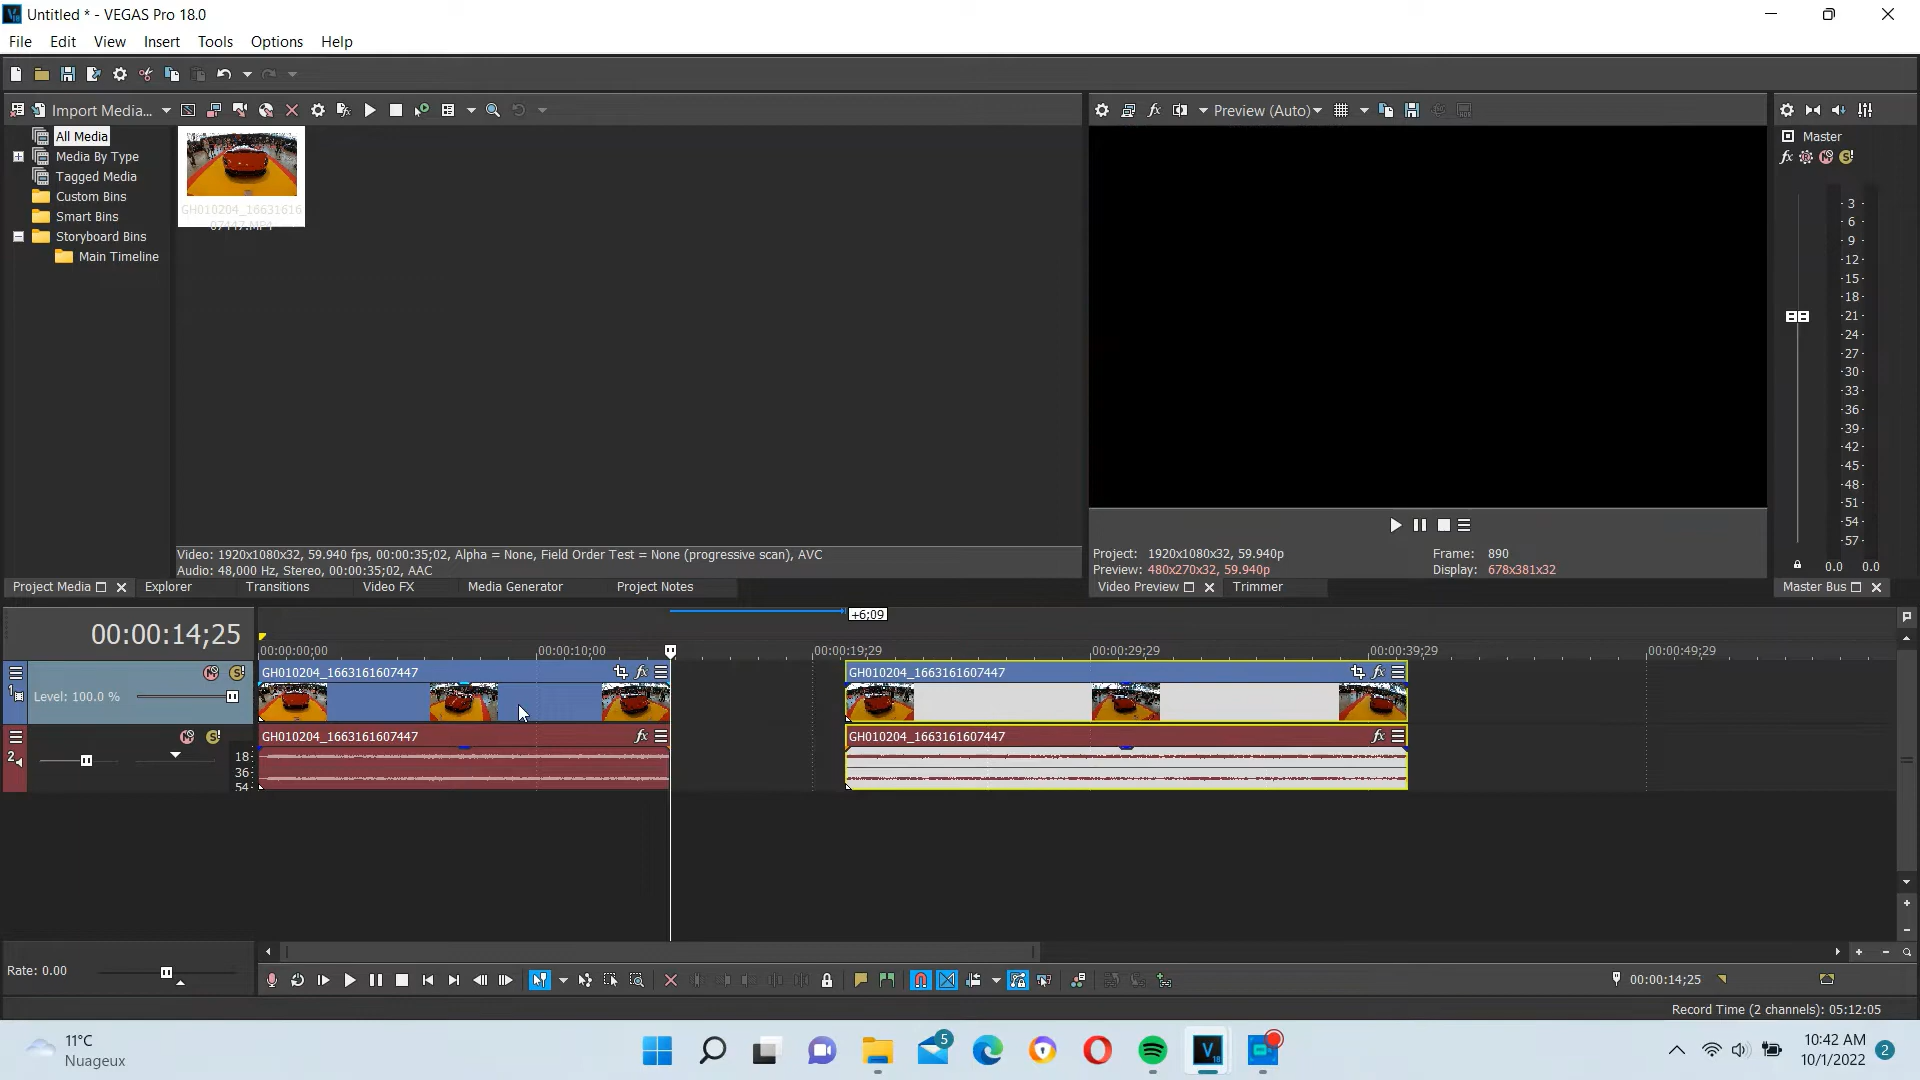 Untitled * - VEGAS Pro 18.0
File Edit View Insert Tools Options Help
Import Media... Preview (Auto)
All Media
Media By Type
Tagged Media
Custom Bins
Smart Bins
Storyboard Bins
Main Timeline
GH010204_16631616
07447.MP4
Master
3
6
9
12
15
18
21
24
27
30
33
36
39
42
45
48
51
54
57
0.0 0.0
Video: 1920x1080x32, 59.940 fps, 00:00:35;02, Alpha = None, Field Order Test = None (progressive scan), AVC
Audio: 48,000 Hz, Stereo, 00:00:35;02, AAC
Project: 1920x1080x32, 59.940p Frame: 890
Preview: 480x270x32, 59.940p Display: 678x381x32
Project Media Explorer Transitions Video FX Media Generator Project Notes Video Preview Trimmer Master Bus
+6;09
00:00:14;25
00:00:00;00 00:00:10;00 00:00:19;29 00:00:29;29 00:00:39;29 00:00:49;29
GH010204_1663161607447 GH010204_1663161607447
1 Level: 100.0 %
GH010204_1663161607447 GH010204_1663161607447
2
18
36
54
Rate: 0.00
00:00:14;25
Record Time (2 channels): 05:12:05
11°C
Nuageux
5
10:42 AM
10/1/2022
2